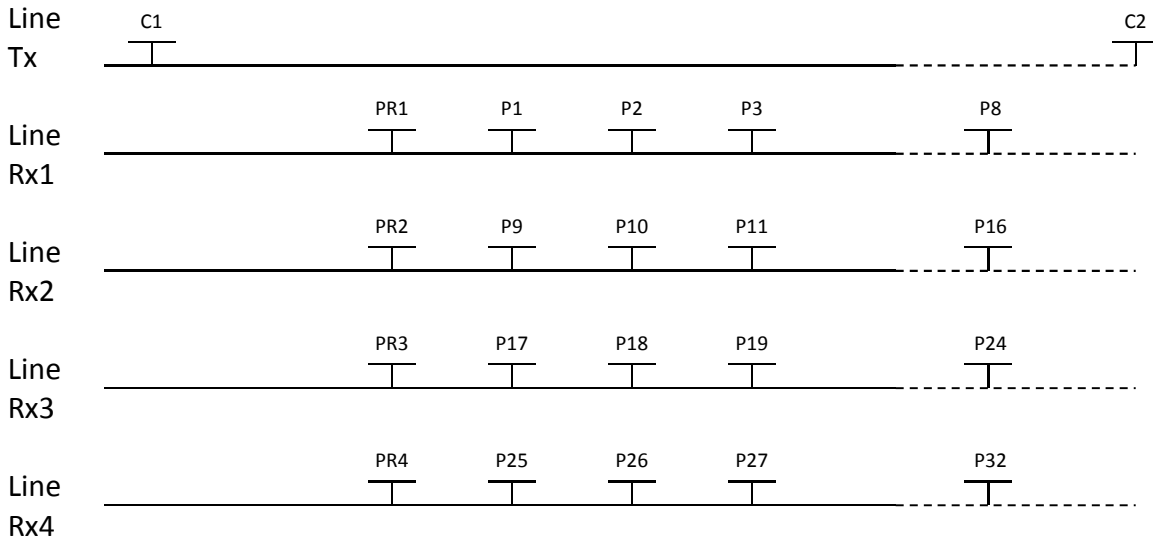 Line C1 C2
Tx
PR1 P1 P2 P3 P8
Line
Rx1
PR2 P9 P10 P11 P16
Line
Rx2
PR3 P17 P18 P19 P24
Line
Rx3
PR4 P25 P26 P27 P32
Line
Rx4